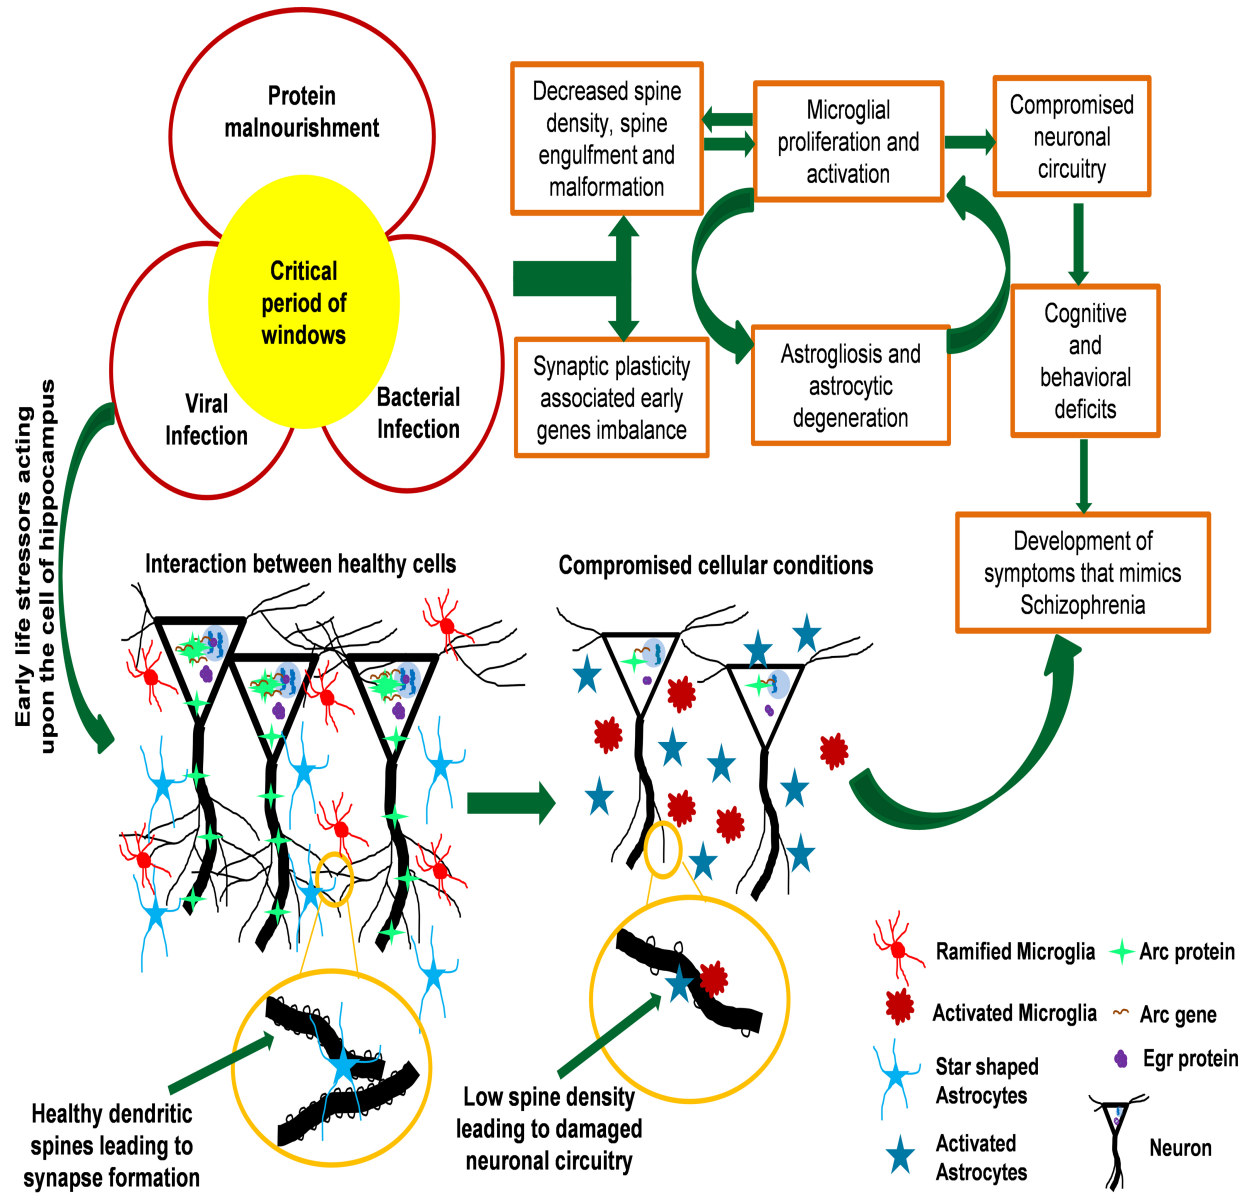 Protein
malnourishment
Critical
period of
windows
Viral
Infection
Bacterial
Infection
Decreased spine
density, spine
engulfment and
malformation
Microglial
proliferation and
activation
Compromised
neuronal
circuitry
Synaptic plasticity
associated early
genes imbalance
Astrogliosis and
astrocytic
degeneration
Cognitive
and
behavioral
deficits
Development of
symptoms that mimics
Schizophrenia
Early life stressors acting
upon the cell of hippocampus
Interaction between healthy cells
Compromised cellular conditions
Healthy dendritic
spines leading to
synapse formation
Low spine density
leading to damaged
neuronal circuitry
Ramified Microglia
Arc protein
Activated Microglia
Arc gene
Star shaped
Astrocytes
Egr protein
Activated
Astrocytes
Neuron